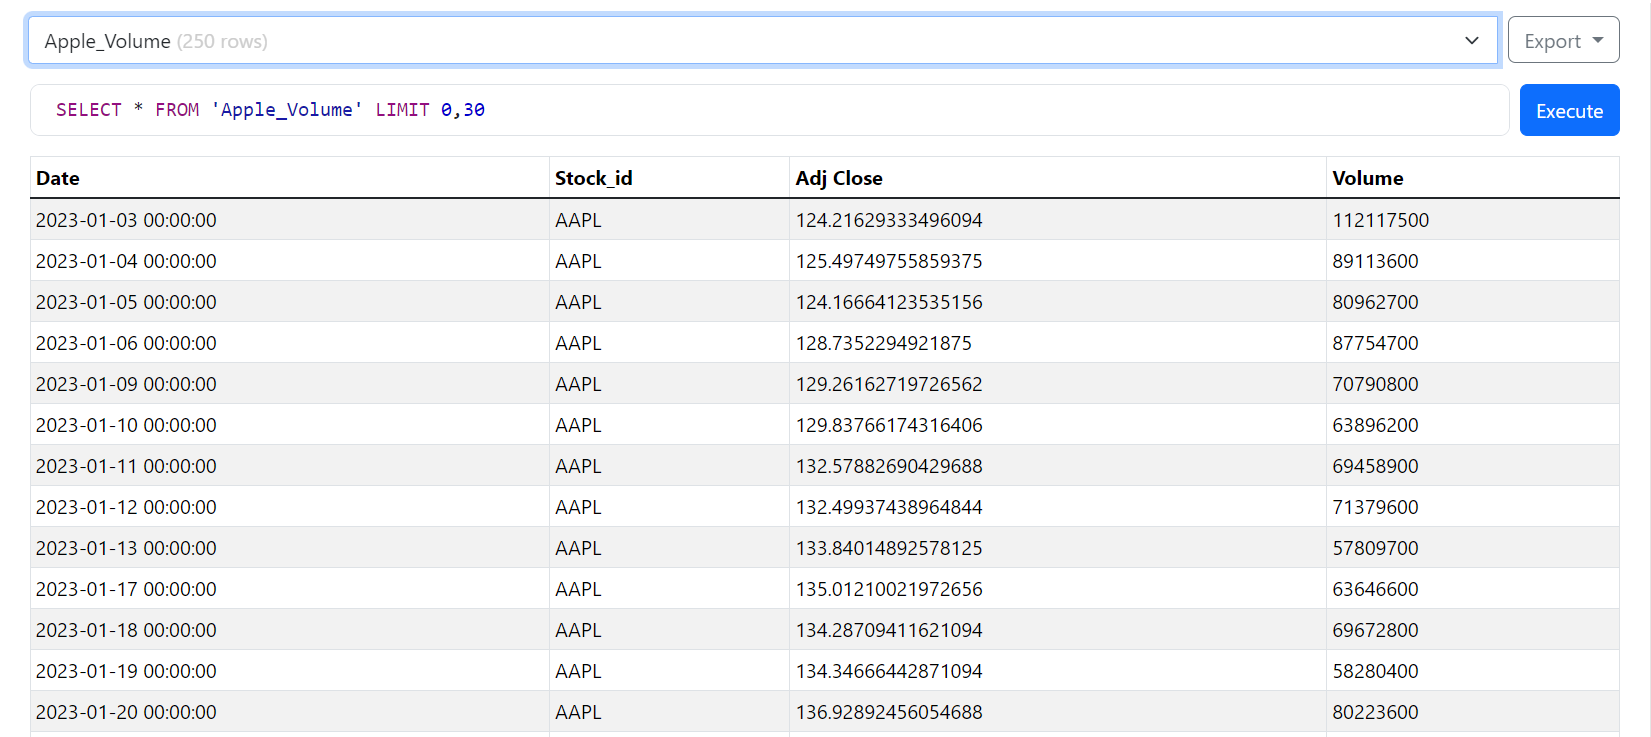 Apple_Volume (250 rows) Export
SELECT * FROM 'Apple_Volume' LIMIT 0,30 Execute
Date Stock_id Adj Close Volume
2023-01-03 00:00:00 AAPL 124.21629333496094 112117500
2023-01-04 00:00:00 AAPL 125.49749755859375 89113600
2023-01-05 00:00:00 AAPL 124.16664123535156 80962700
2023-01-06 00:00:00 AAPL 128.7352294921875 87754700
2023-01-09 00:00:00 AAPL 129.26162719726562 70790800
2023-01-10 00:00:00 AAPL 129.83766174316406 63896200
2023-01-11 00:00:00 AAPL 132.57882690429688 69458900
2023-01-12 00:00:00 AAPL 132.49937438964844 71379600
2023-01-13 00:00:00 AAPL 133.84014892578125 57809700
2023-01-17 00:00:00 AAPL 135.01210021972656 63646600
2023-01-18 00:00:00 AAPL 134.28709411621094 69672800
2023-01-19 00:00:00 AAPL 134.34666442871094 58280400
2023-01-20 00:00:00 AAPL 136.92892456054688 80223600